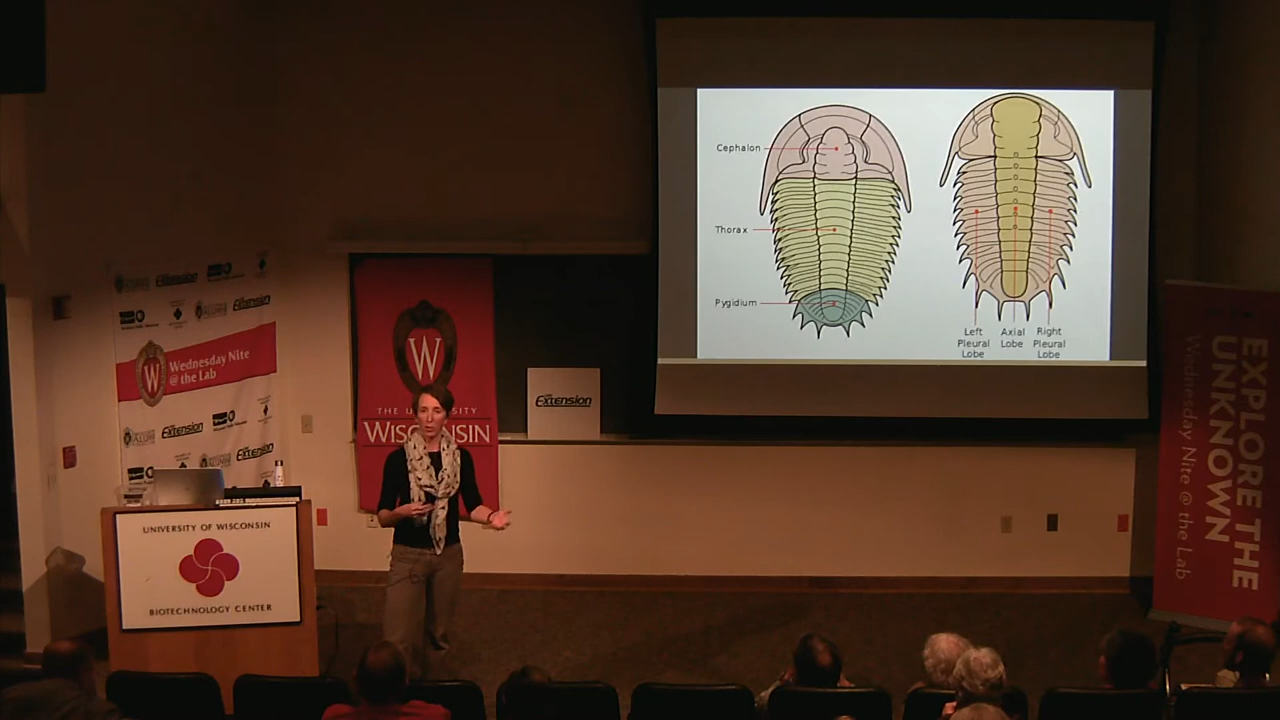 Cephalon
Thorax
Pygidium
Left
Pleural
Lobe
Axial
Lobe
Right
Pleural
Lobe
Extension
Extension
Wednesday Nite
@ the Lab
W
Extension
Extension
W
THE UNIVERSITY
WISCONSIN
Extension
UNIVERSITY OF WISCONSIN
BIOTECHNOLOGY CENTER
EXPLORE THE
UNKNOWN
Wednesday Nite @ the Lab